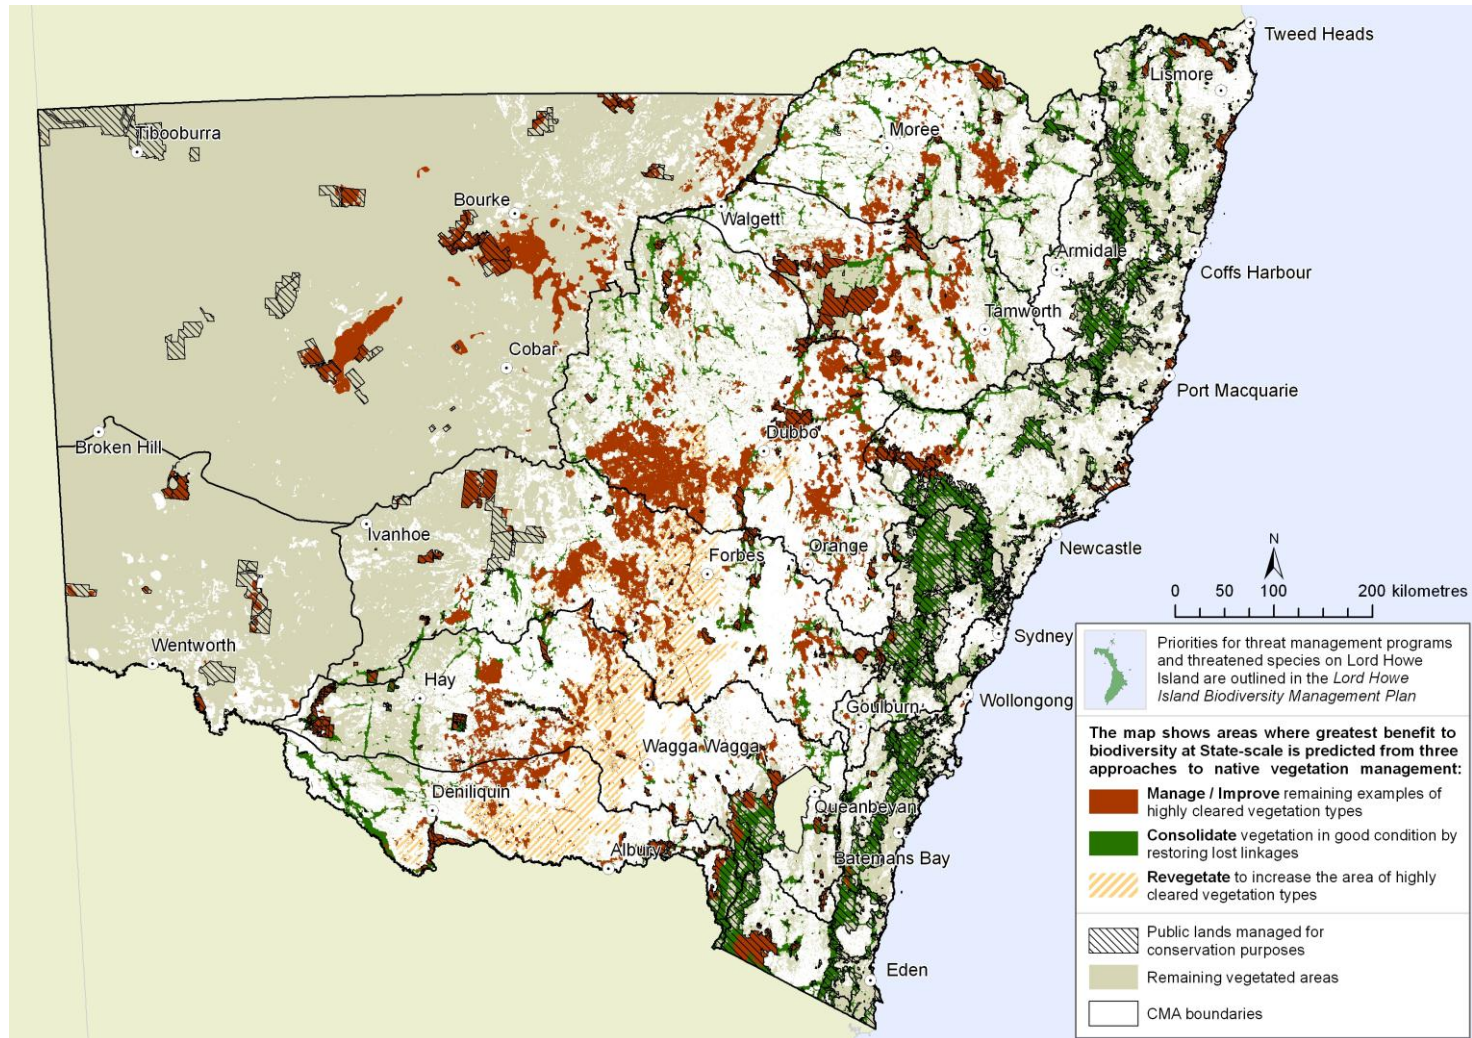 Tweed Heads
Lismore
Tibooburra
Moree
Bourke
Walgett
Armidale
Coffs Harbour
Tamworth
Cobar
Port Macquarie
Broken Hill
Dubbo
Ivanhoe
Newcastle
Forbes
Orange
N
0 50 100 200 kilometres
Wentworth
Sydney
Hay
Wollongong
Goulburn
Wagga Wagga
Deniliquin
Queanbeyan
Albury
Batemans Bay
Eden
Priorities for threat management programs
and threatened species on Lord Howe
Island are outlined in the Lord Howe
Island Biodiversity Management Plan
The map shows areas where greatest benefit to
biodiversity at State-scale is predicted from three
approaches to native vegetation management:
Manage / Improve remaining examples of
highly cleared vegetation types
Consolidate vegetation in good condition by
restoring lost linkages
Revegetate to increase the area of highly
cleared vegetation types
Public lands managed for
conservation purposes
Remaining vegetated areas
CMA boundaries